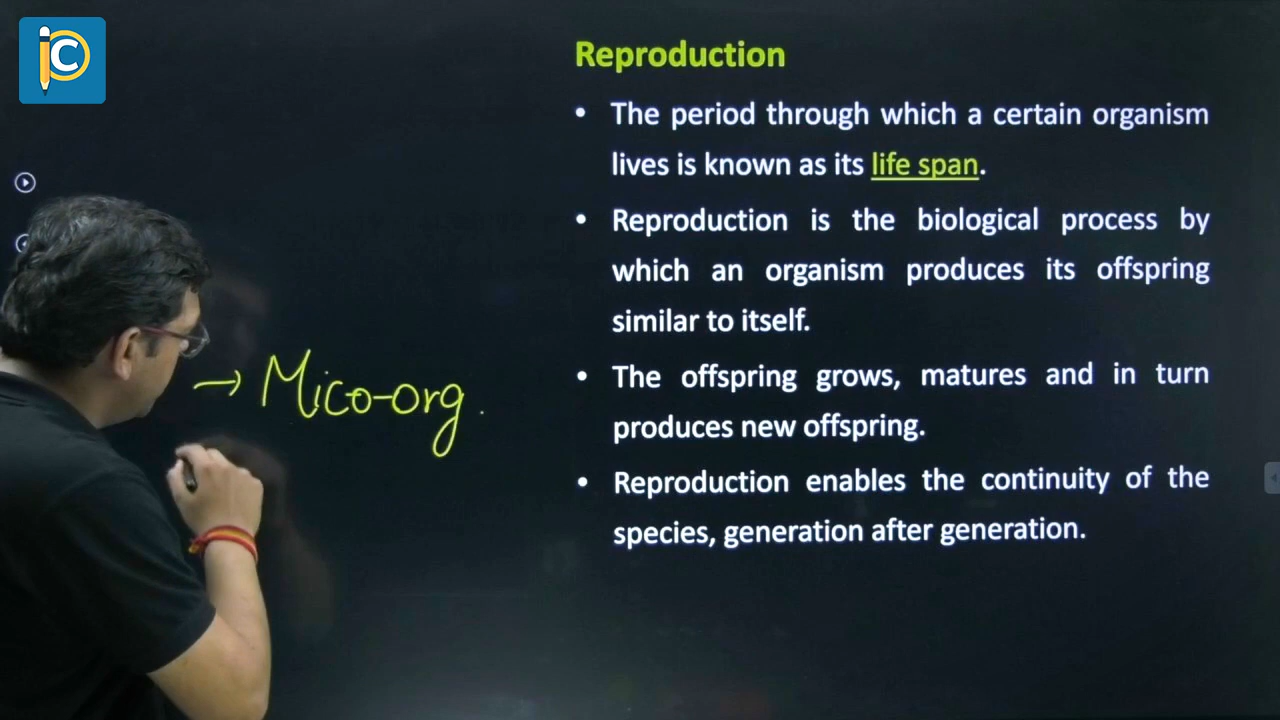 Reproduction
• The period through which a certain organism
lives is known as its life span.
• Reproduction is the biological process by
which an organism produces its offspring
similar to itself.
→ Mico-org.
• The offspring grows, matures and in turn
produces new offspring.
• Reproduction enables the continuity of the
species, generation after generation.